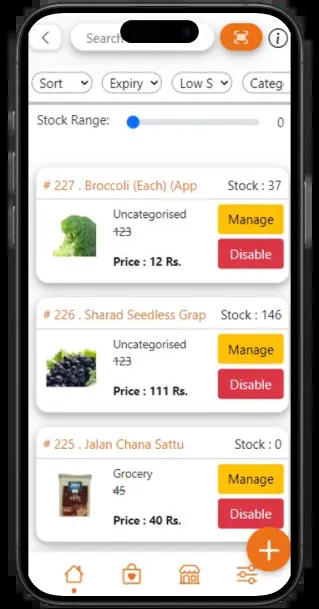 Search
Sort Expiry Low S Categ
Stock Range: 0
# 227 . Broccoli (Each) (App Stock : 37
Uncategorised
123
Price : 12 Rs.
Manage
Disable
# 226 . Sharad Seedless Grap Stock : 146
Uncategorised
123
Price : 111 Rs.
Manage
Disable
# 225 . Jalan Chana Sattu Stock : 0
Grocery
45
Price : 40 Rs.
Manage
Disable